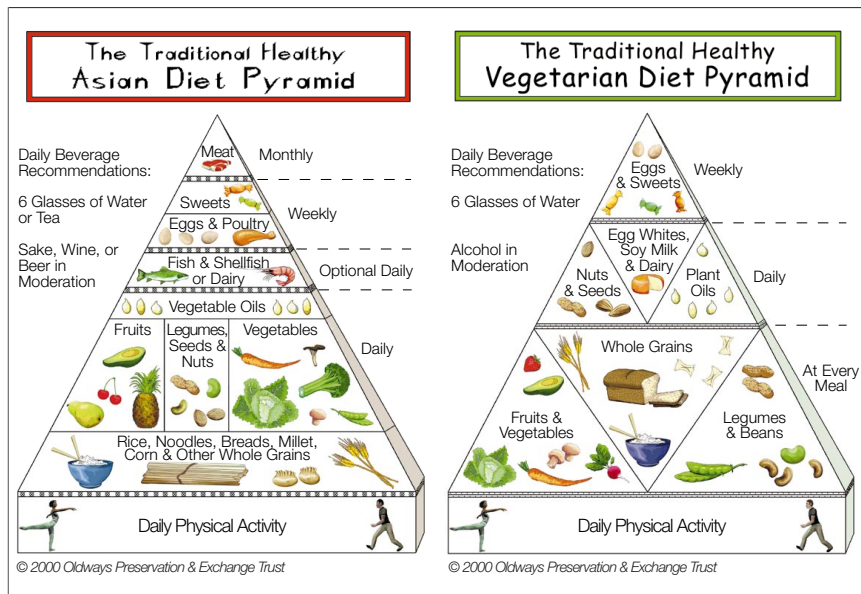 The Traditional Healthy
Asian Diet Pyramid
Daily Beverage
Recommendations:
6 Glasses of Water
or Tea
Sake, Wine, or
Beer in
Moderation
Meat
Monthly
Sweets
Eggs & Poultry
Weekly
Fish & Shellfish
or Dairy
Optional Daily
Vegetable Oils
Fruits
Legumes,
Seeds &
Nuts
Vegetables
Daily
Rice, Noodles, Breads, Millet,
Corn & Other Whole Grains
Daily Physical Activity
© 2000 Oldways Preservation & Exchange Trust
The Traditional Healthy
Vegetarian Diet Pyramid
Daily Beverage
Recommendations:
6 Glasses of Water
Alcohol in
Moderation
Eggs
& Sweets
Weekly
Nuts
& Seeds
Egg Whites,
Soy Milk
& Dairy
Plant
Oils
Daily
Whole Grains
Fruits &
Vegetables
Legumes
& Beans
At Every
Meal
Daily Physical Activity
© 2000 Oldways Preservation & Exchange Trust